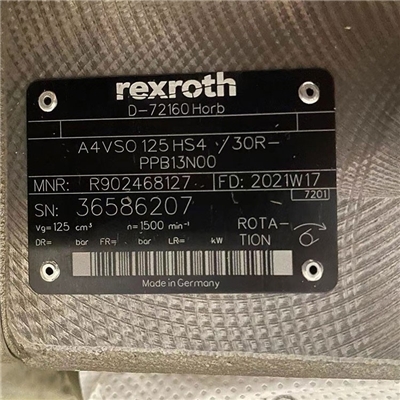 rexroth
D-72160 Horb
A4VSO 125 HS4 /30R-
PPB13N00
MNR: R902468127 FD: 2021W17
7201
SN: 36586207
Vg= 125 cm³ n= 1500 min⁻¹ ROTA-
TION
DR= bar FR= bar LR= kW
Made in Germany